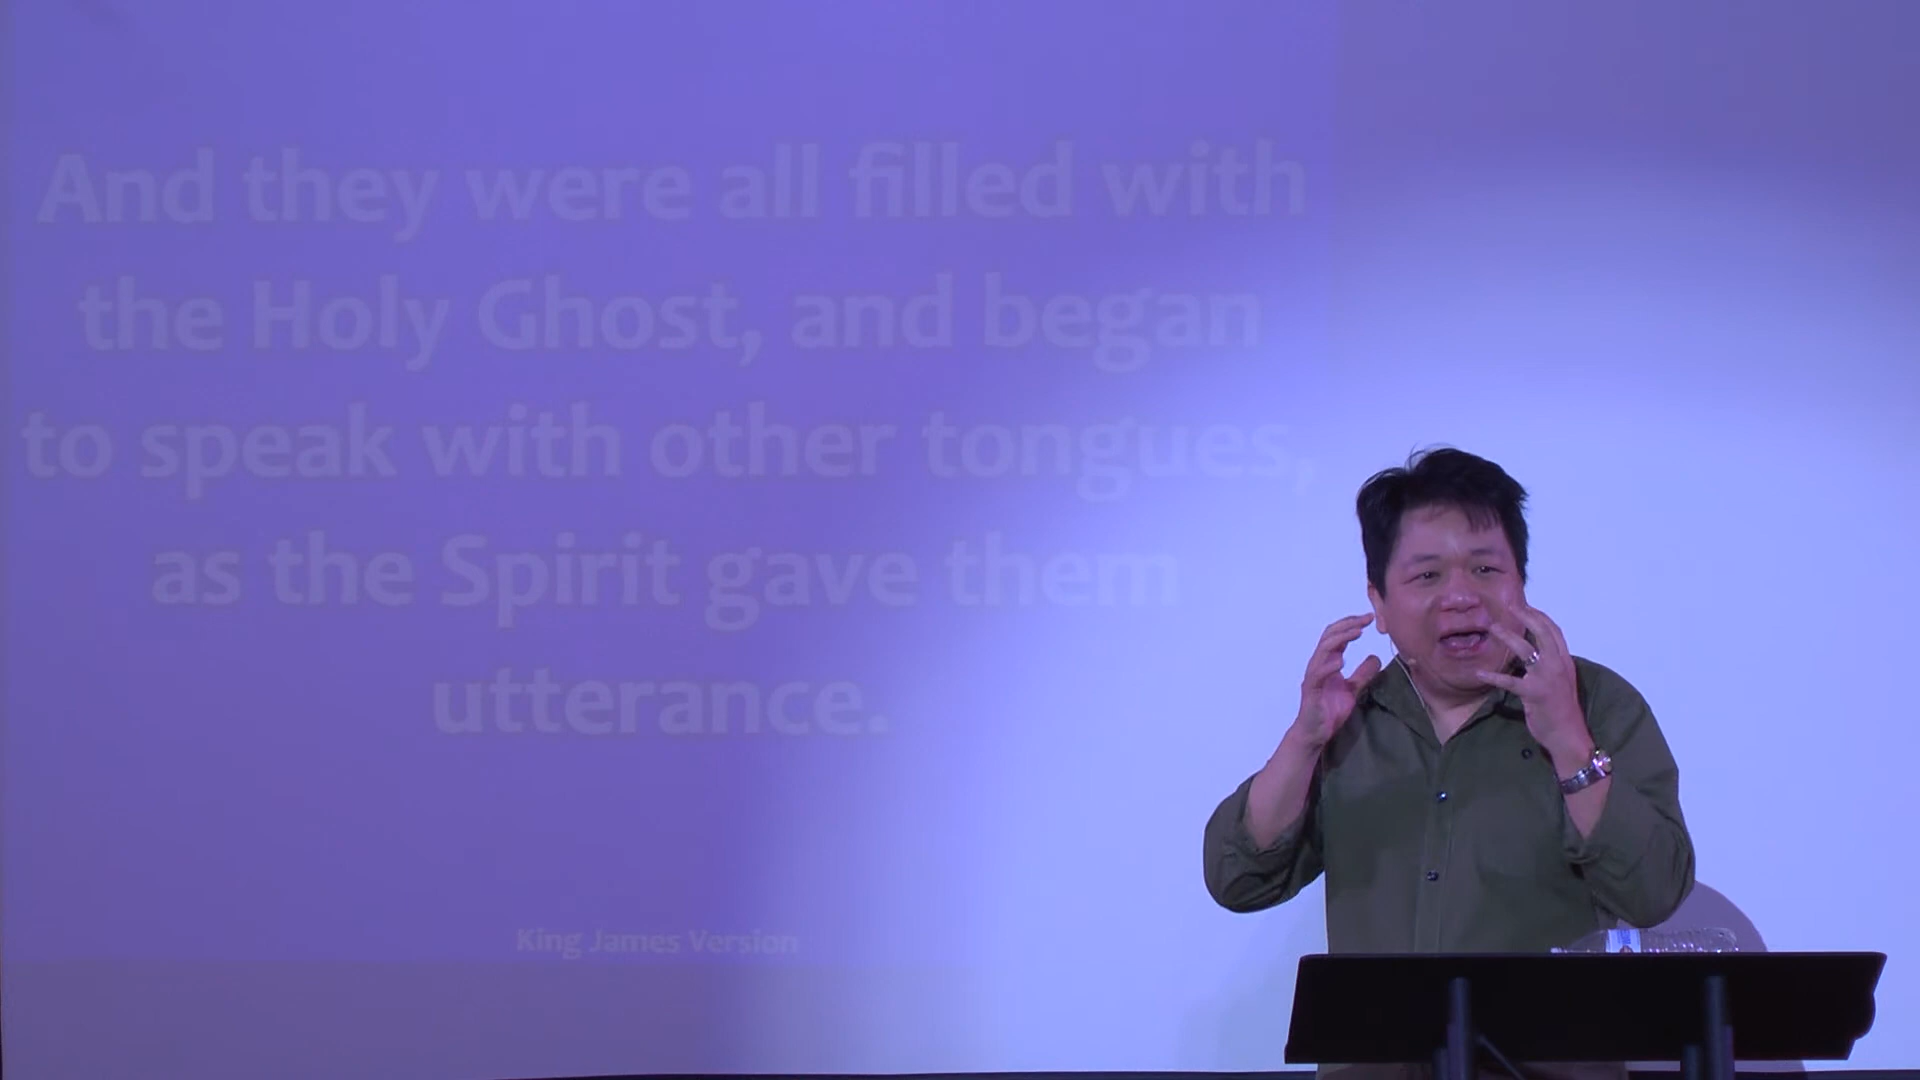 And they were all filled with
the Holy Ghost, and began
to speak with other tongues,
as the Spirit gave them
utterance.
King James Version